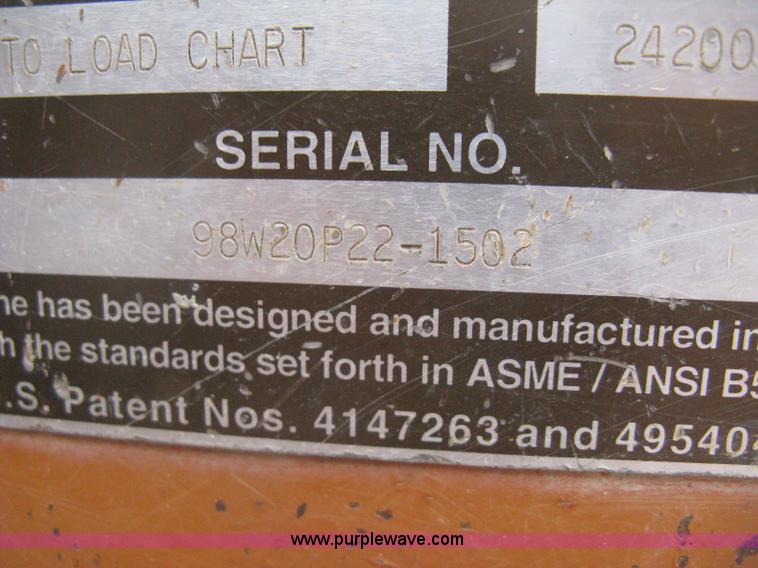 TO LOAD CHART 24200
SERIAL NO.
98W20P22-1502
ne has been designed and manufactured in
h the standards set forth in ASME / ANSI B5
.S. Patent Nos. 4147263 and 495404
www.purplewave.com